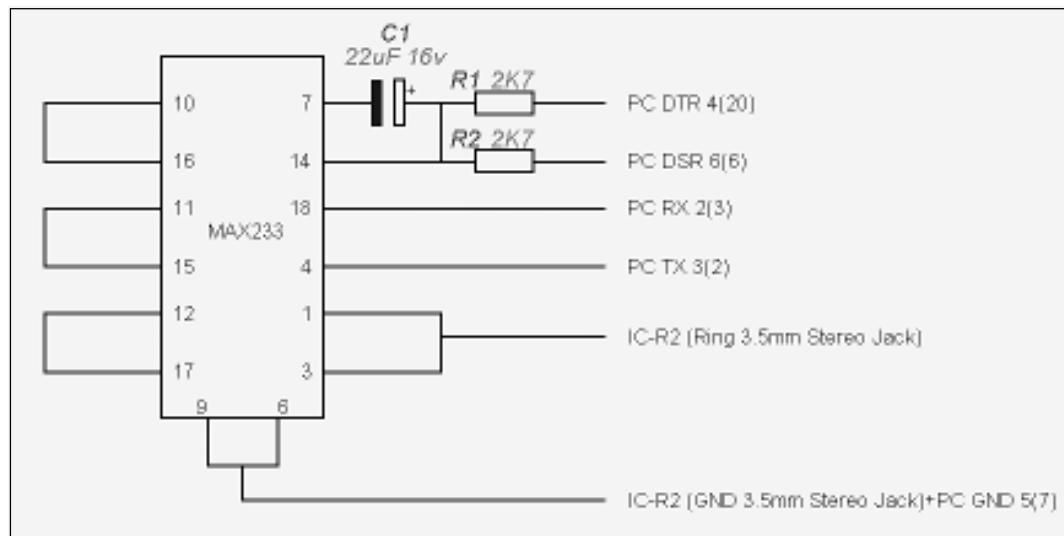 C1
22uF 16v
R1 2K7
10
7
PC DTR 4(20)
+
R2 2K7
16
14
PC DSR 6(6)
11
18
PC RX 2(3)
MAX233
15
4
PC TX 3(2)
12
1
IC-R2 (Ring 3.5mm Stereo Jack)
17
3
9
6
IC-R2 (GND 3.5mm Stereo Jack)+PC GND 5(7)